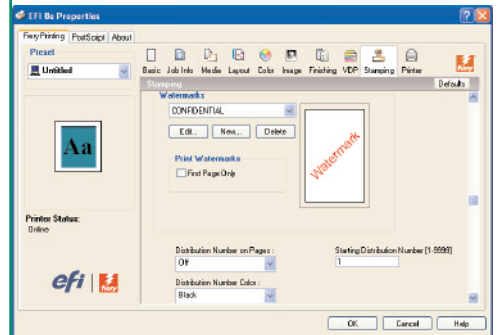 EFI Be Properties
Fiery Printing PostScript About
Preset
Untitled
Basic Job Info Media Layout Color Image Finishing VDP Stamping Printer
fiery
Stamping
Defaults
Watermarks
CONFIDENTIAL
Edit... New... Delete
Print Watermarks
First Page Only
Watermark
Aa
Printer Status:
Online
Distribution Number on Pages :
Off
Starting Distribution Number [1-9999]
1
Distribution Number Color :
Black
efi fiery
OK Cancel Help